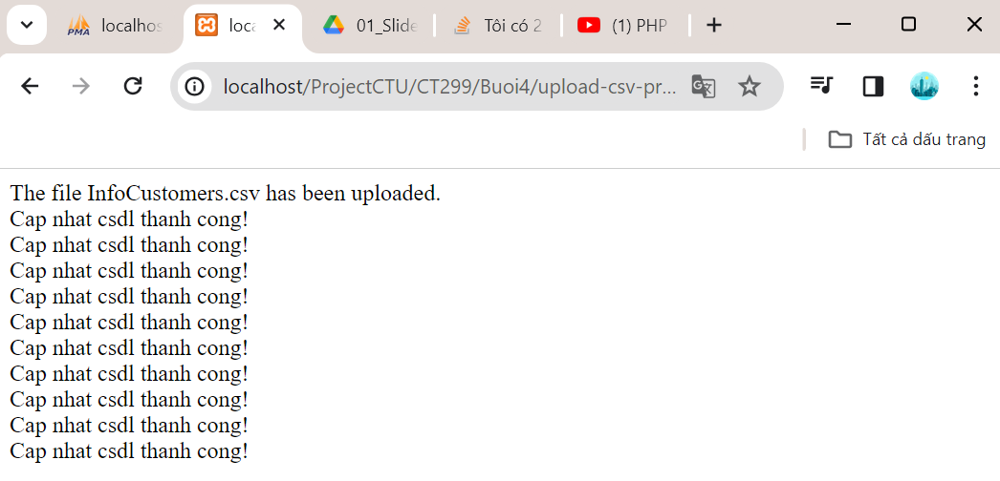 PMA localhos
loca
01_Slide
Tôi có 2
(1) PHP
localhost/ProjectCTU/CT299/Buoi4/upload-csv-pr...
Tất cả dấu trang
The file InfoCustomers.csv has been uploaded.
Cap nhat csdl thanh cong!
Cap nhat csdl thanh cong!
Cap nhat csdl thanh cong!
Cap nhat csdl thanh cong!
Cap nhat csdl thanh cong!
Cap nhat csdl thanh cong!
Cap nhat csdl thanh cong!
Cap nhat csdl thanh cong!
Cap nhat csdl thanh cong!
Cap nhat csdl thanh cong!